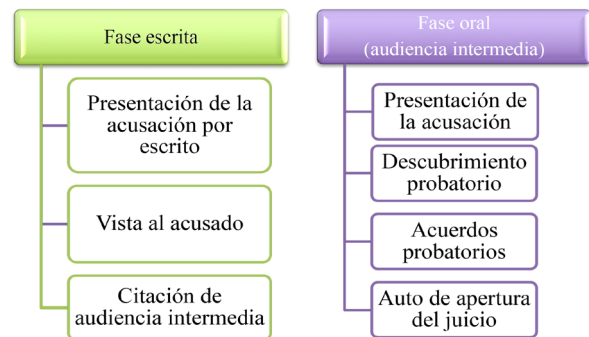 Fase escrita
Presentación de la
acusación por
escrito
Vista al acusado
Citación de
audiencia intermedia
Fase oral
(audiencia intermedia)
Presentación de
la acusación
Descubrimiento
probatorio
Acuerdos
probatorios
Auto de apertura
del juicio